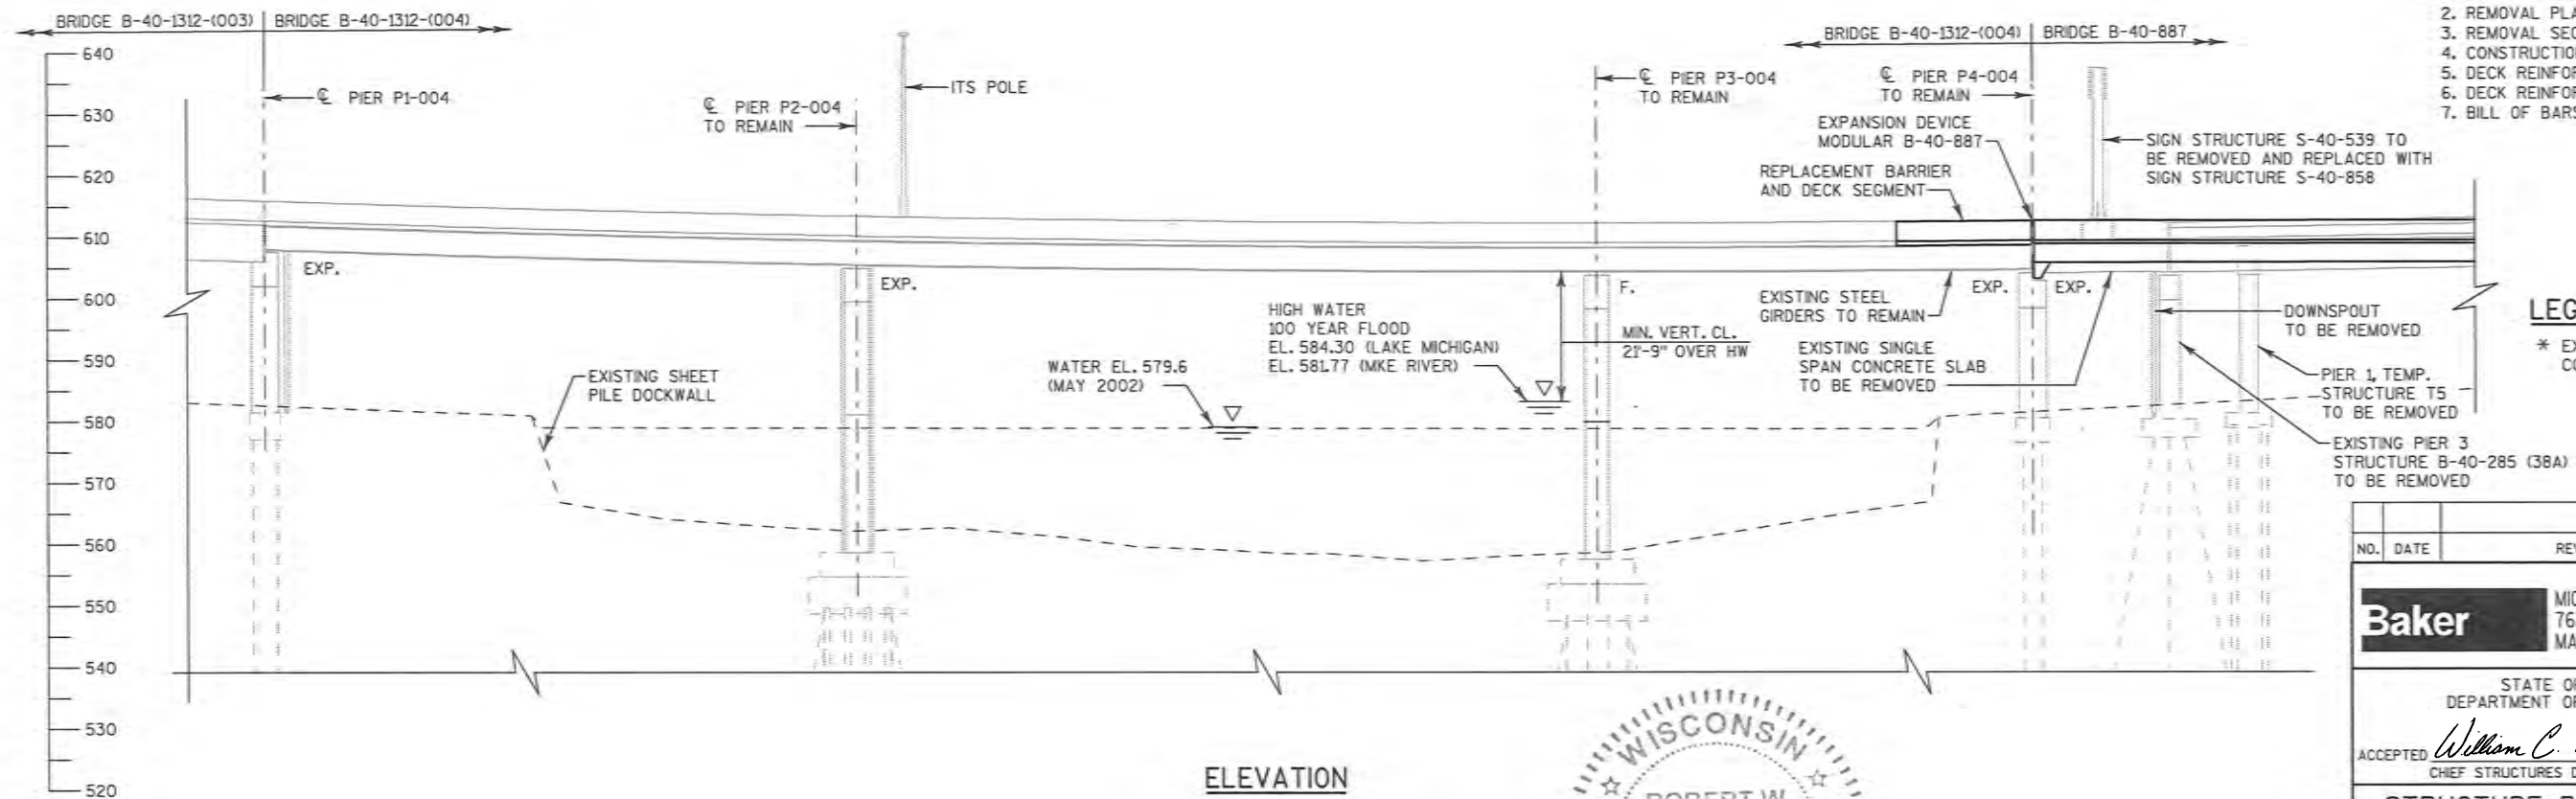 BRIDGE B-40-1312-(003)
BRIDGE B-40-1312-(004)
BRIDGE B-40-1312-(004)
BRIDGE B-40-887
2. REMOVAL
3. REMOVAL
4. CONSTRUCTION
5. DECK
6. DECK
7. BILL OF BARS
640
630
620
610
600
590
580
570
560
550
540
530
520
℄ PIER P1-004
℄ PIER P2-004
TO REMAIN
ITS POLE
℄ PIER P3-004
TO REMAIN
℄ PIER P4-004
TO REMAIN
EXPANSION DEVICE
MODULAR B-40-887
REPLACEMENT BARRIER
AND DECK SEGMENT
SIGN STRUCTURE S-40-539 TO
BE REMOVED AND REPLACED WITH
SIGN STRUCTURE S-40-858
EXP.
EXP.
F.
EXP.
EXP.
EXISTING SHEET
PILE DOCKWALL
WATER EL. 579.6
(MAY 2002)
HIGH WATER
100 YEAR FLOOD
EL. 584.30 (LAKE MICHIGAN)
EL. 581.77 (MKE RIVER)
MIN. VERT. CL.
21'-9" OVER HW
EXISTING STEEL
GIRDERS TO REMAIN
EXISTING SINGLE
SPAN CONCRETE SLAB
TO BE REMOVED
DOWNSPOUT
TO BE REMOVED
PIER 1, TEMP.
STRUCTURE T5
TO BE REMOVED
EXISTING PIER 3
STRUCTURE B-40-285 (38A)
TO BE REMOVED
LEG
*
NO. DATE
Baker
76
STATE OF
DEPARTMENT OF
ACCEPTED William C.
CHIEF STRUCTURES
STRUCTURE
ELEVATION
WISCONSIN
ROBERT W.